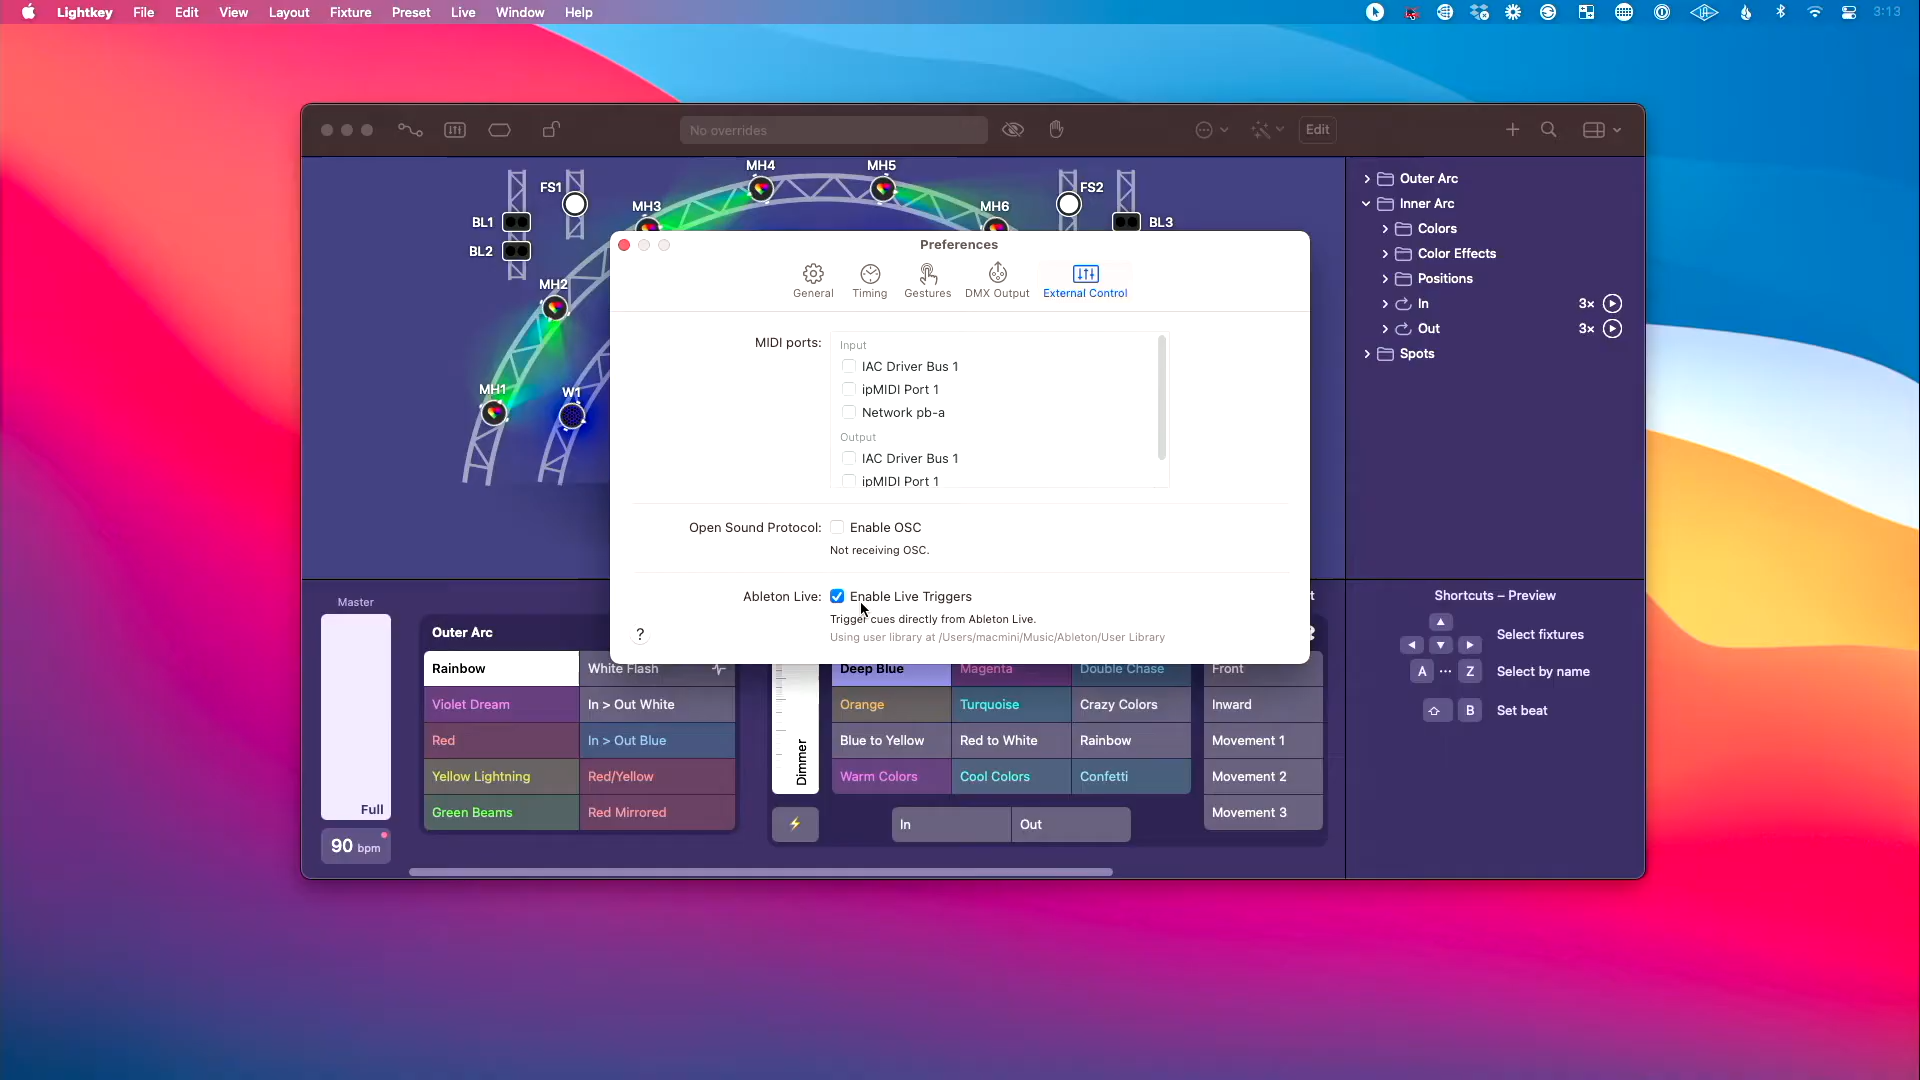 Lightkey File Edit View Layout Fixture Preset Live Window Help 3:13
No overrides
Edit
MH4 MH5
FS1 FS2
MH3 MH6
BL1 BL3
BL2
MH2
MH1 W1
Outer Arc
Inner Arc
Colors
Color Effects
Positions
In 3×
Out 3×
Spots
Preferences
General Timing Gestures DMX Output External Control
MIDI ports:
Input
IAC Driver Bus 1
ipMIDI Port 1
Network pb-a
Output
IAC Driver Bus 1
ipMIDI Port 1
Open Sound Protocol: Enable OSC
Not receiving OSC.
Ableton Live: Enable Live Triggers
Trigger cues directly from Ableton Live.
Using user library at /Users/macmini/Music/Ableton/User Library
?
Master
Full
90 bpm
Outer Arc
Rainbow White Flash
Violet Dream In > Out White
Red In > Out Blue
Yellow Lightning Red/Yellow
Green Beams Red Mirrored
Dimmer
Deep Blue Magenta Double Chase
Orange Turquoise Crazy Colors
Blue to Yellow Red to White Rainbow
Warm Colors Cool Colors Confetti
In Out
Front
Inward
Movement 1
Movement 2
Movement 3
Shortcuts – Preview
Select fixtures
A ··· Z Select by name
B Set beat